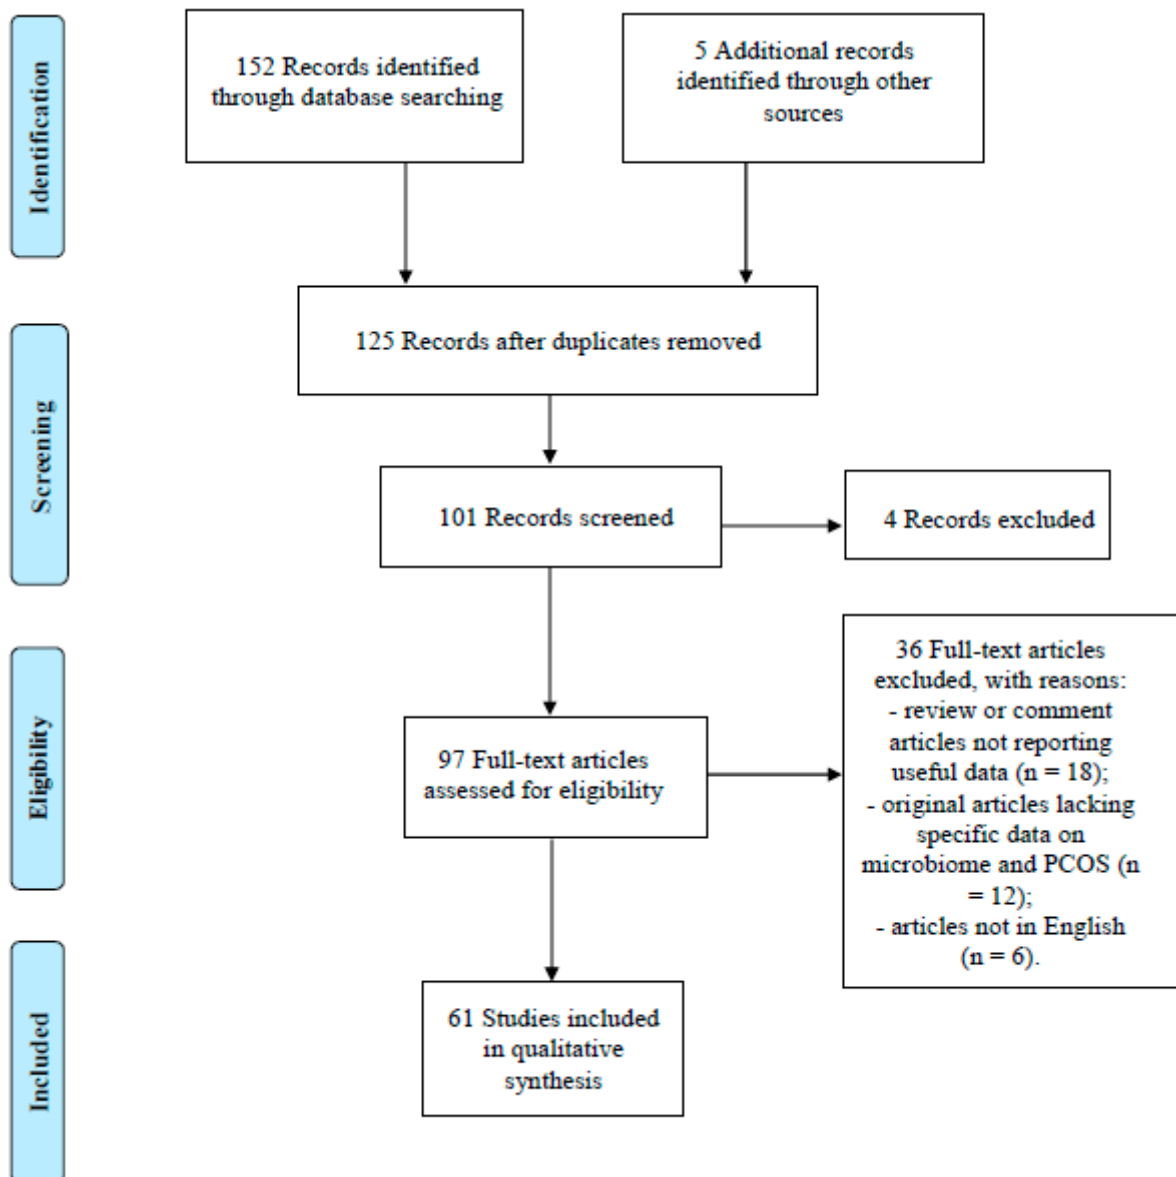 Identification
152 Records identified
through database searching
5 Additional records
identified through other
sources
125 Records after duplicates removed
Screening
101 Records screened
4 Records excluded
Eligibility
97 Full-text articles
assessed for eligibility
36 Full-text articles
excluded, with reasons:
- review or comment
articles not reporting
useful data (n = 18);
- original articles lacking
specific data on
microbiome and PCOS (n
= 12);
- articles not in English
(n = 6).
Included
61 Studies included
in qualitative
synthesis